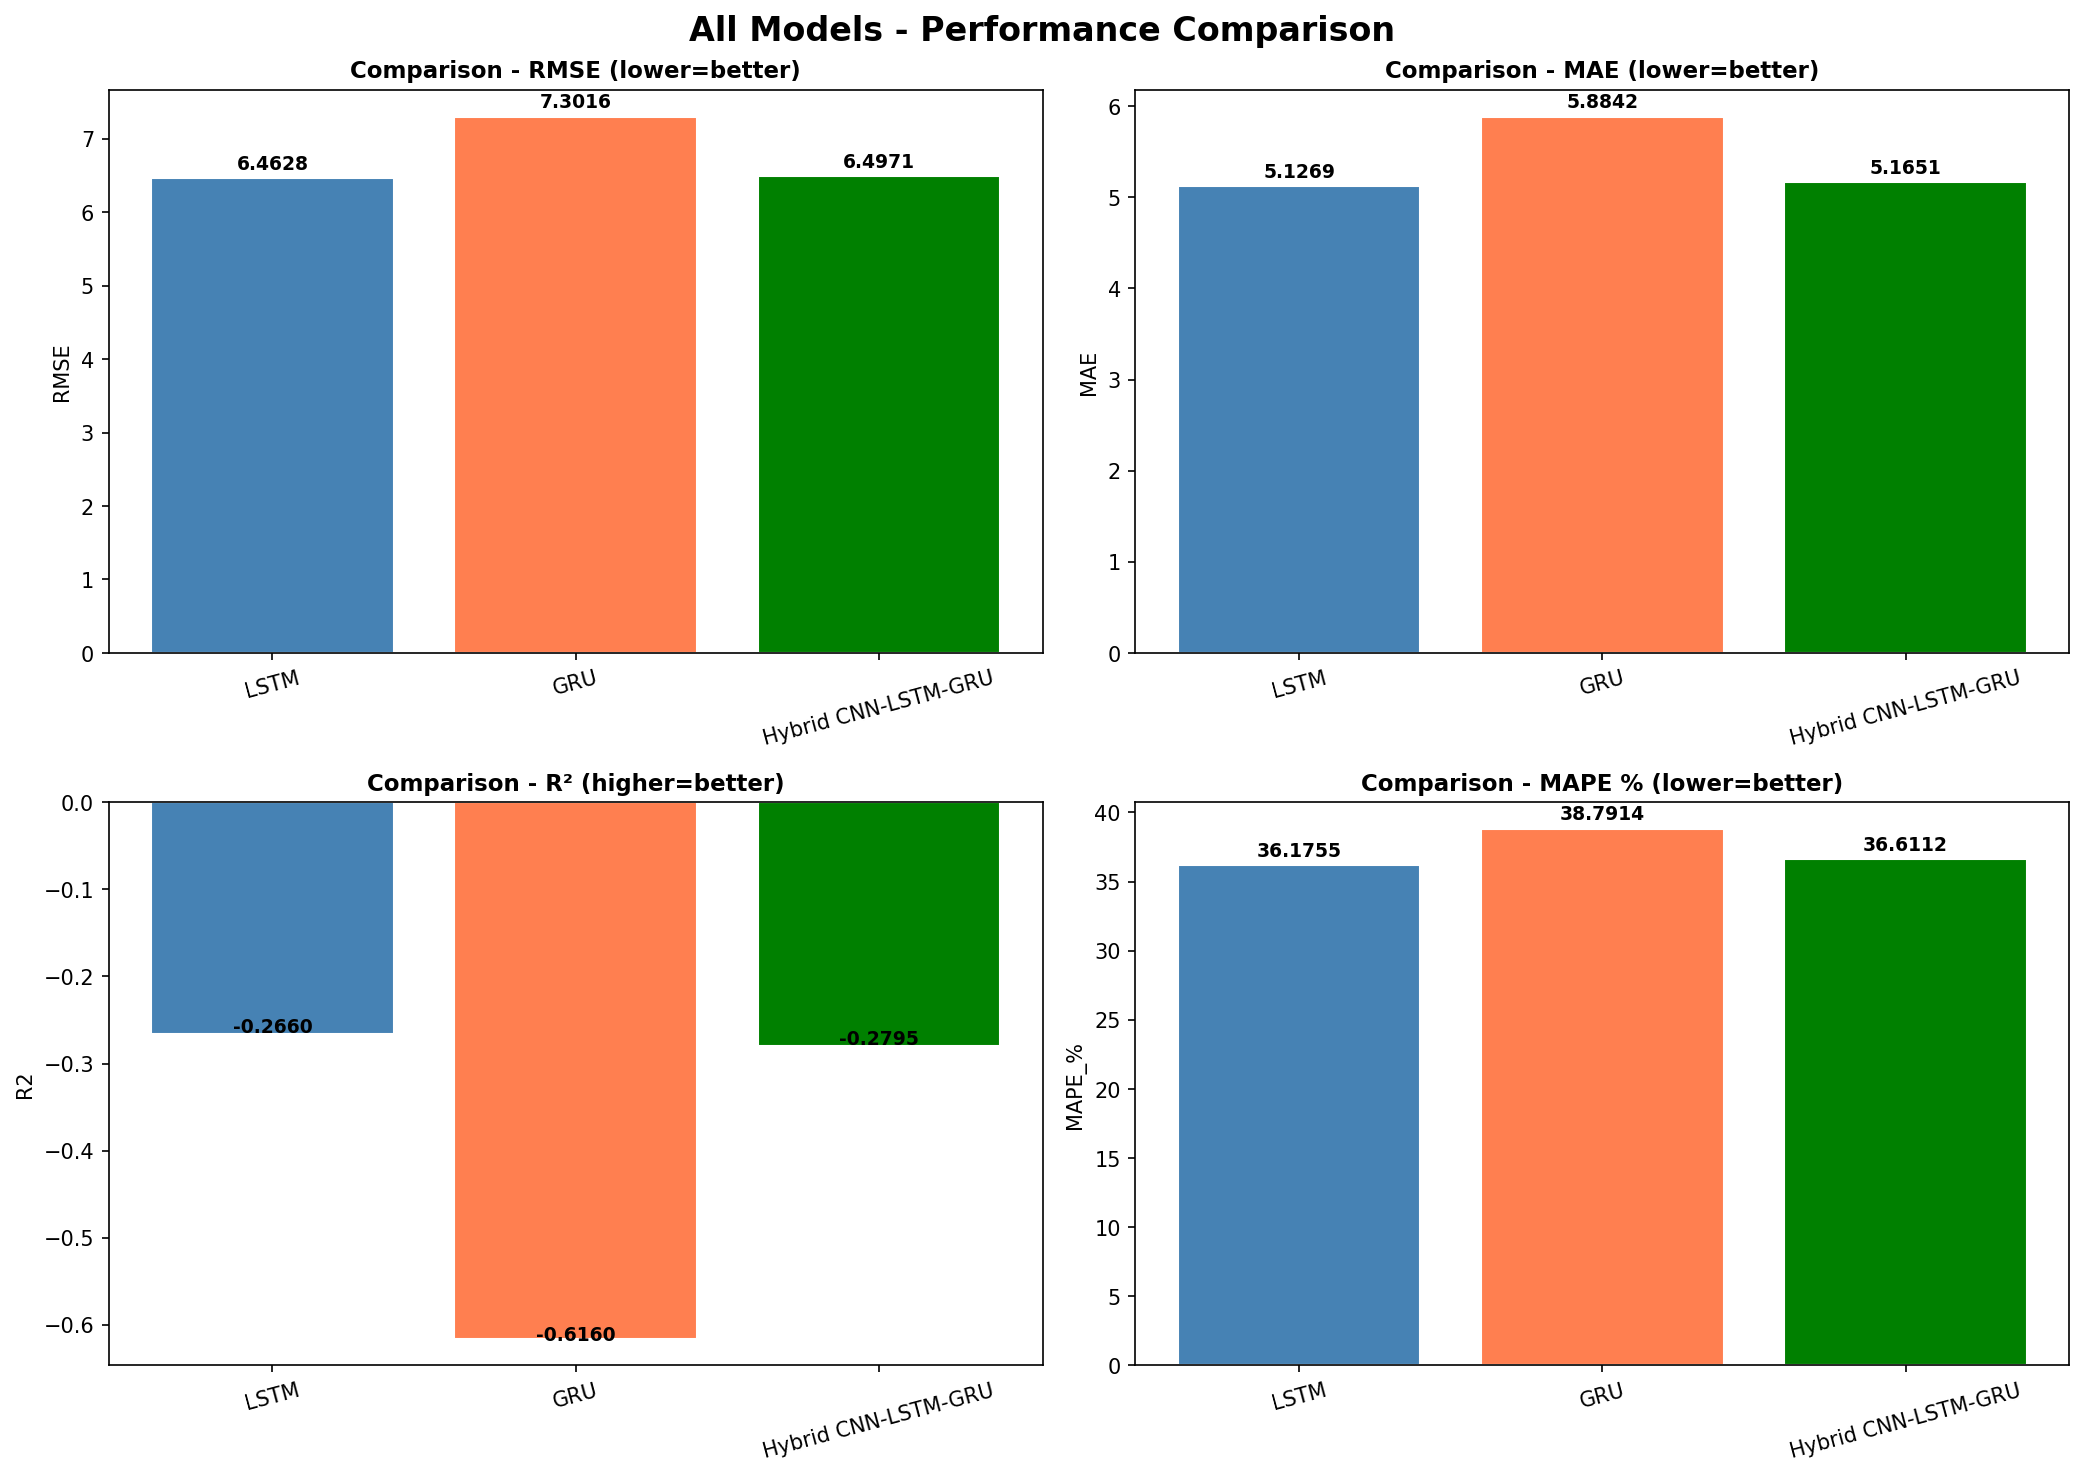 All Models - Performance Comparison
Comparison - RMSE (lower=better)
RMSE
7
6
5
4
3
2
1
0
6.4628
7.3016
6.4971
LSTM
GRU
Hybrid CNN-LSTM-GRU
Comparison - MAE (lower=better)
MAE
6
5
4
3
2
1
0
5.1269
5.8842
5.1651
LSTM
GRU
Hybrid CNN-LSTM-GRU
Comparison - R² (higher=better)
R2
0.0
−0.1
−0.2
−0.3
−0.4
−0.5
−0.6
-0.2660
-0.6160
-0.2795
LSTM
GRU
Hybrid CNN-LSTM-GRU
Comparison - MAPE % (lower=better)
MAPE_%
40
35
30
25
20
15
10
5
0
36.1755
38.7914
36.6112
LSTM
GRU
Hybrid CNN-LSTM-GRU